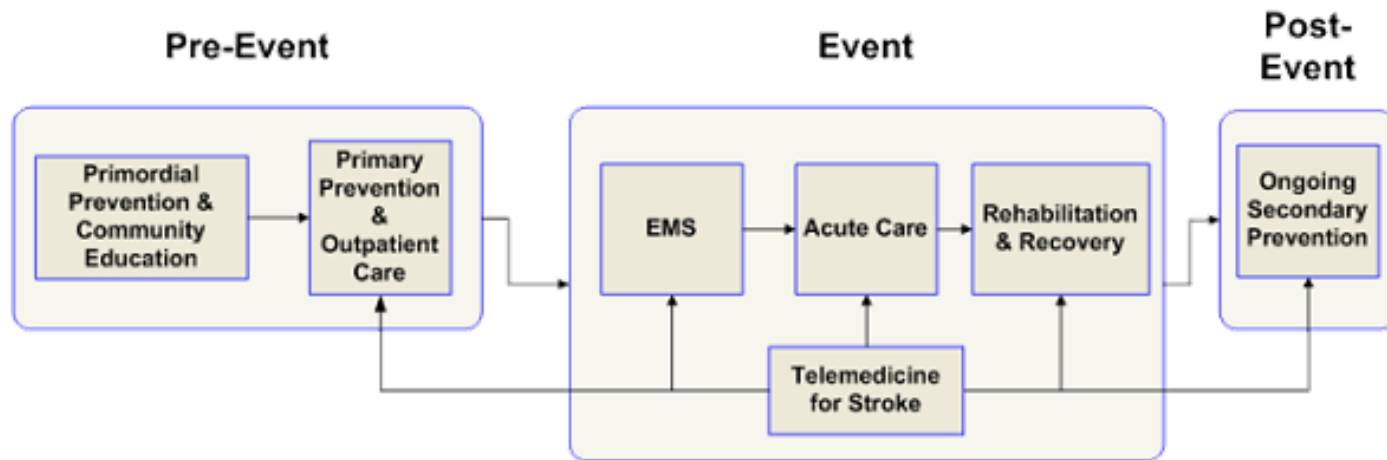 Pre-Event
Event
Post-
Event
Primordial
Prevention &
Community
Education
Primary
Prevention
&
Outpatient
Care
EMS
Acute Care
Rehabilitation
& Recovery
Telemedicine
for Stroke
Ongoing
Secondary
Prevention